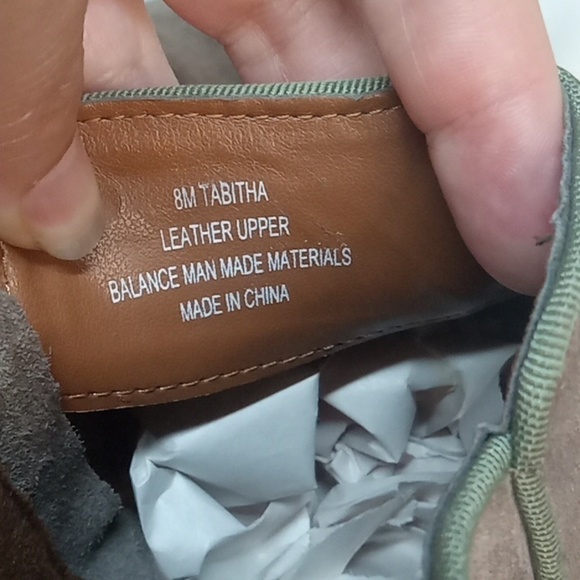 8M TABITHA
LEATHER UPPER
BALANCE MAN MADE MATERIALS
MADE IN CHINA